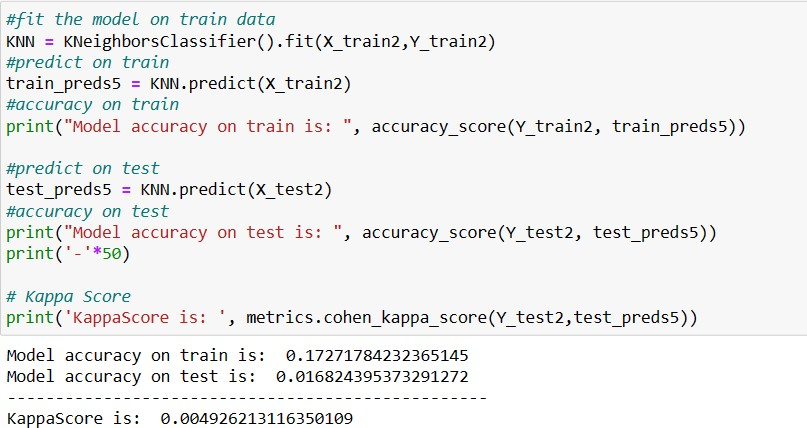 #fit the model on train data
KNN = KNeighborsClassifier().fit(X_train2,Y_train2)
#predict on train
train_preds5 = KNN.predict(X_train2)
#accuracy on train
print("Model accuracy on train is: ", accuracy_score(Y_train2, train_preds5))
#predict on test
test_preds5 = KNN.predict(X_test2)
#accuracy on test
print("Model accuracy on test is: ", accuracy_score(Y_test2, test_preds5))
print('-'*50)
# Kappa Score
print('KappaScore is: ', metrics.cohen_kappa_score(Y_test2,test_preds5))
Model accuracy on train is:  0.17271784232365145
Model accuracy on test is:  0.016824395373291272
--------------------------------------------------
KappaScore is:  0.004926213116350109